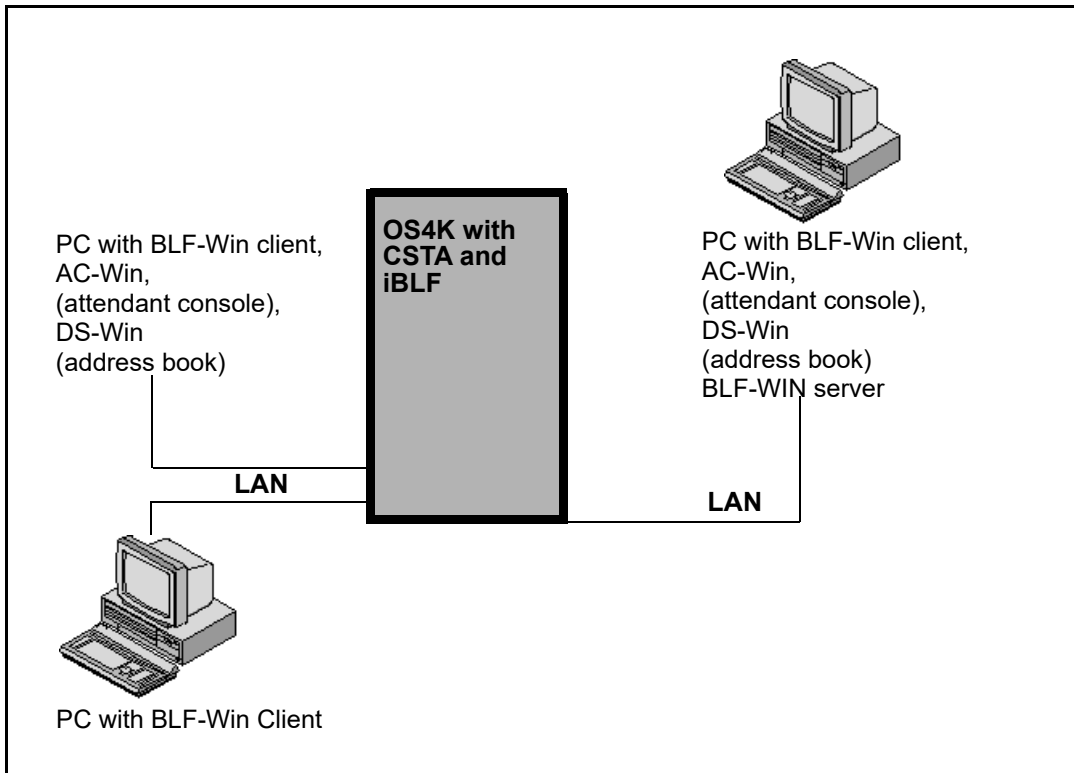 PC with BLF-Win client,
AC-Win,
(attendant console),
DS-Win
(address book)
OS4K with
CSTA and
iBLF
PC with BLF-Win client,
AC-Win,
(attendant console),
DS-Win
(address book)
BLF-WIN server
LAN
LAN
PC with BLF-Win Client